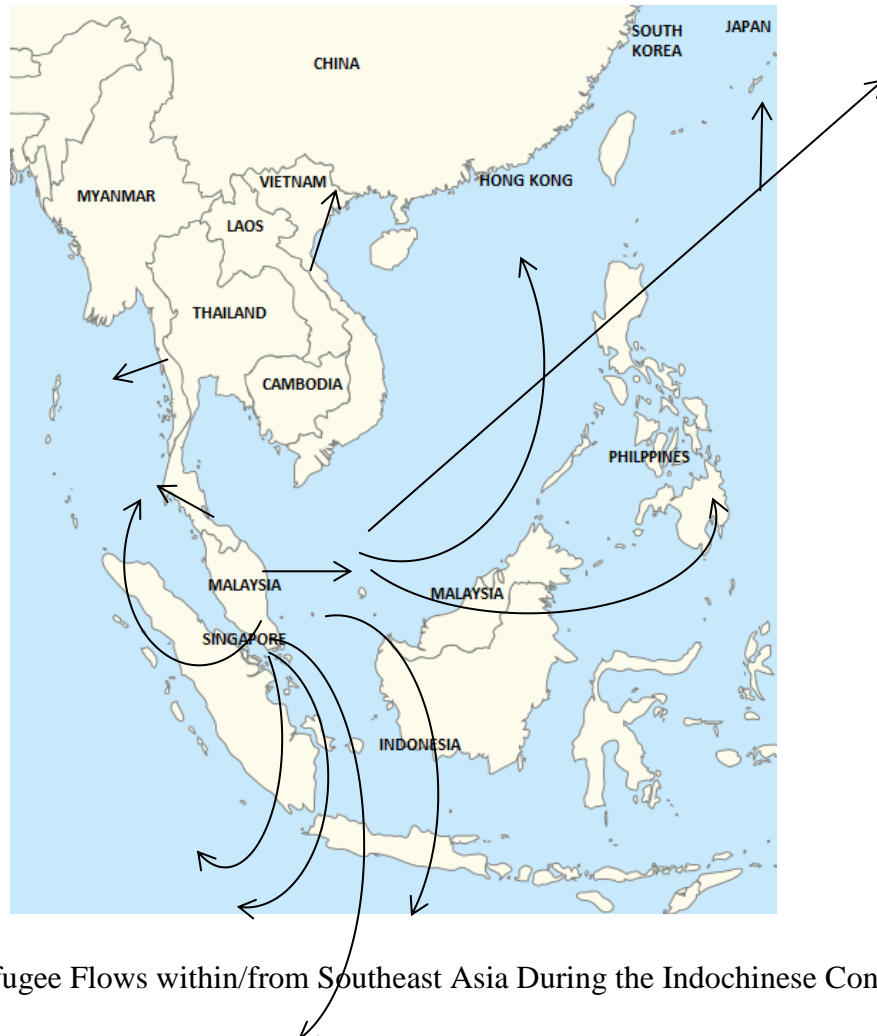 SOUTH
KOREA
JAPAN
CHINA
VIETNAM
HONG KONG
MYANMAR
LAOS
THAILAND
CAMBODIA
PHILPPINES
MALAYSIA
MALAYSIA
SINGAPORE
INDONESIA
fugee Flows within/from Southeast Asia During the Indochinese Con